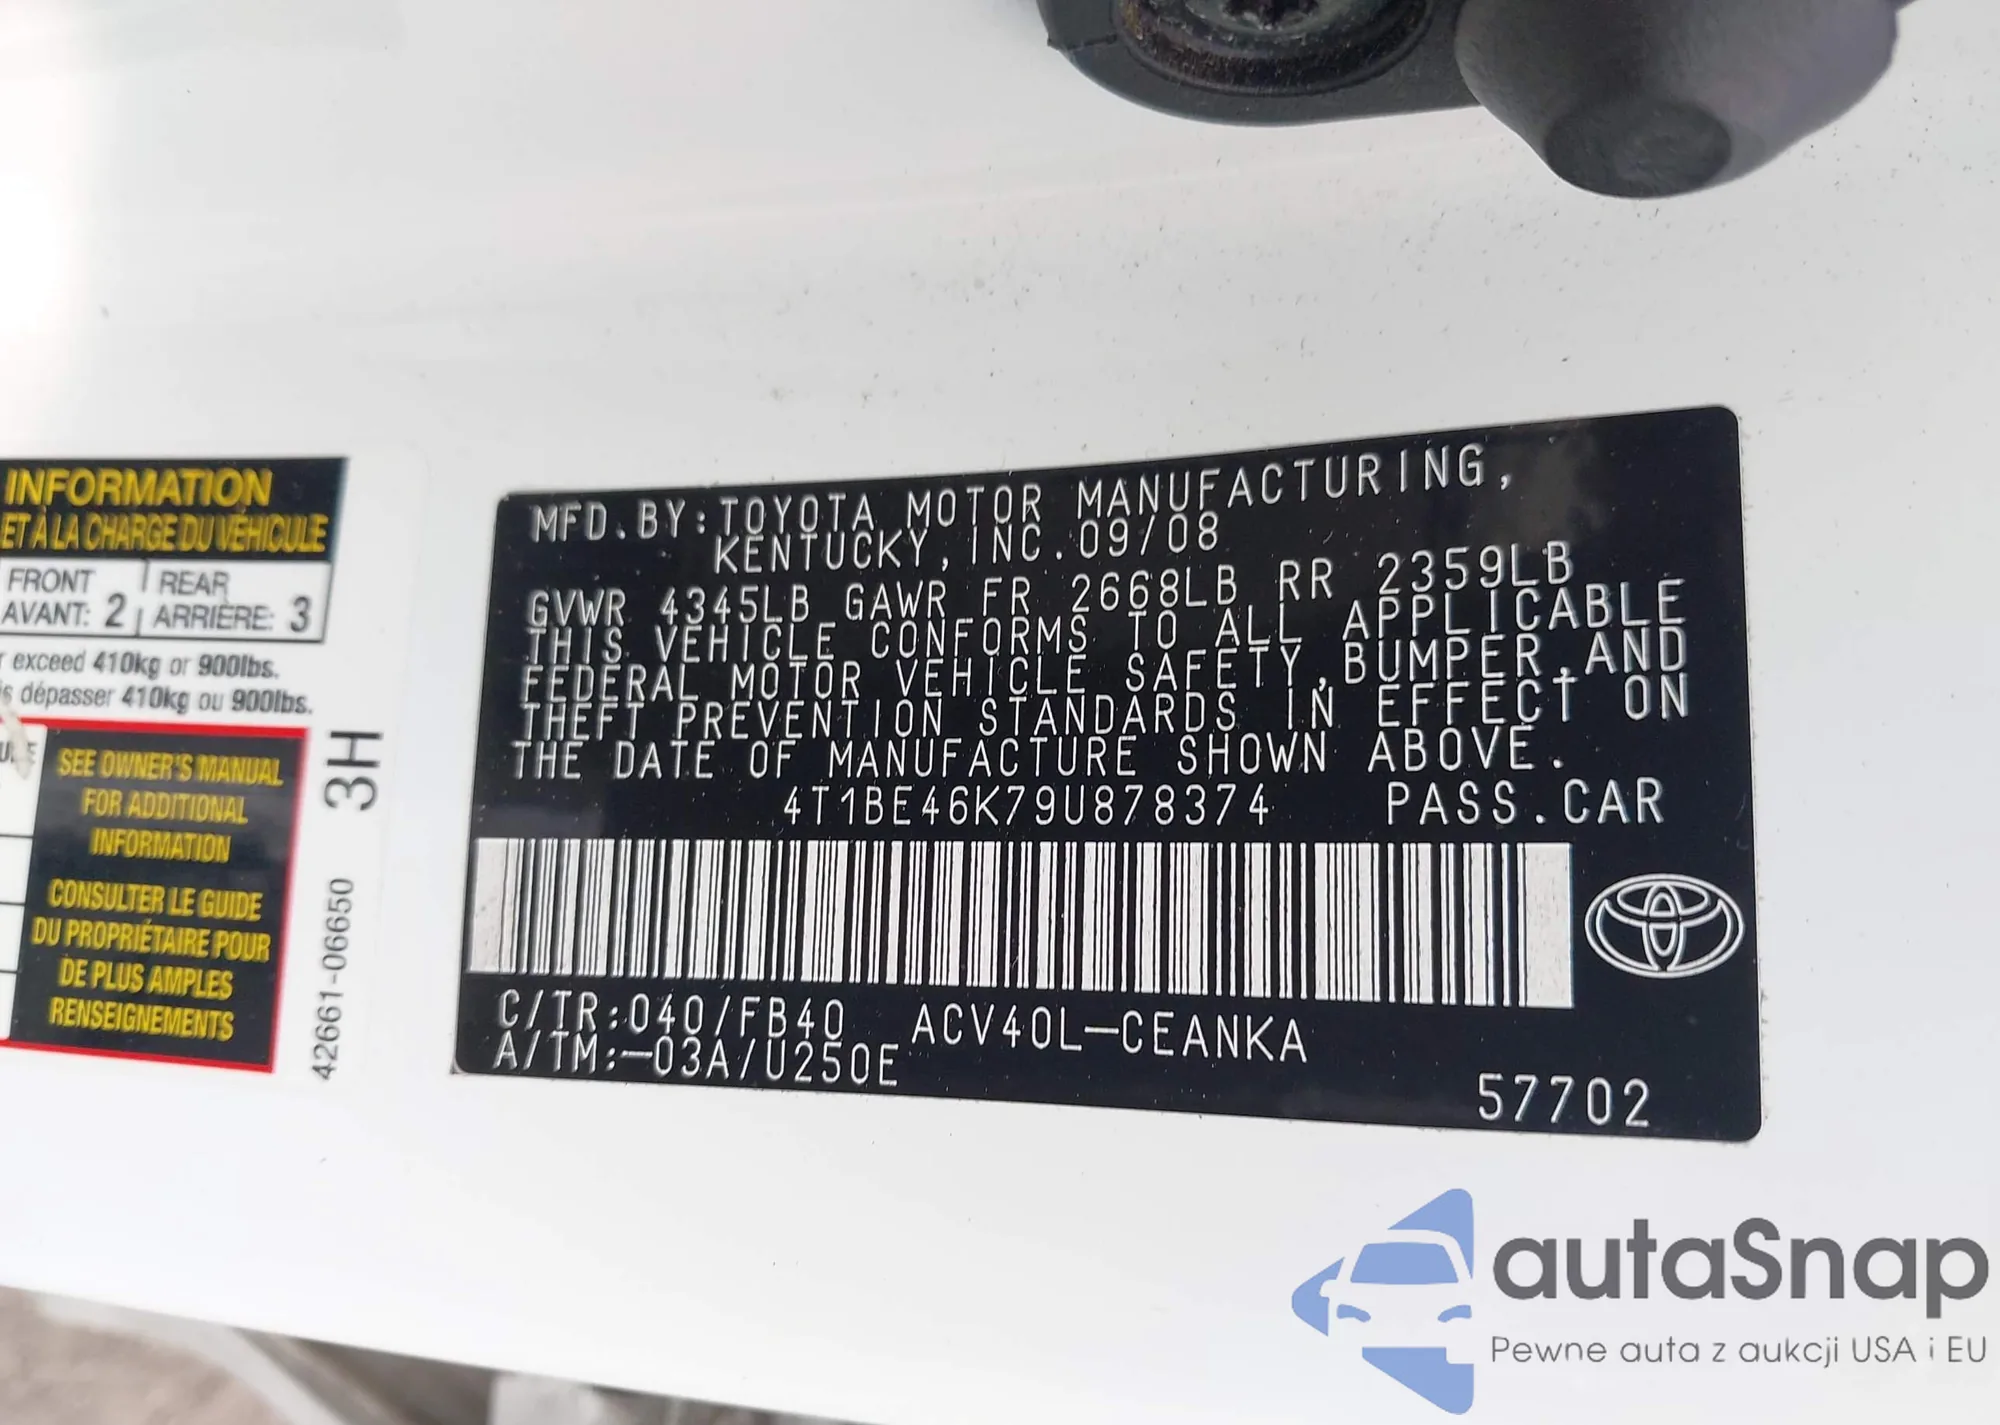 INFORMATION
ET À LA CHARGE DU VÉHICULE
FRONT REAR
AVANT: 2 ARRIÈRE: 3
exceed 410kg or 900lbs.
dépasser 410kg ou 900lbs.
SEE OWNER'S MANUAL
FOR ADDITIONAL
INFORMATION
CONSULTER LE GUIDE
DU PROPRIÉTAIRE POUR
DE PLUS AMPLES
RENSEIGNEMENTS
3H
42661-06650
MFD.BY:TOYOTA MOTOR MANUFACTURING,
KENTUCKY,INC.09/08
GVWR 4345LB GAWR FR 2668LB RR 2359LB
THIS VEHICLE CONFORMS TO ALL APPLICABLE
FEDERAL MOTOR VEHICLE SAFETY,BUMPER,AND
THEFT PREVENTION STANDARDS IN EFFECT ON
THE DATE OF MANUFACTURE SHOWN ABOVE.
4T1BE46K79U878374 PASS.CAR
C/TR:040/FB40 ACV40L-CEANKA
A/TM:-03A/U250E
57702
autaSnap
Pewne auta z aukcji USA i EU